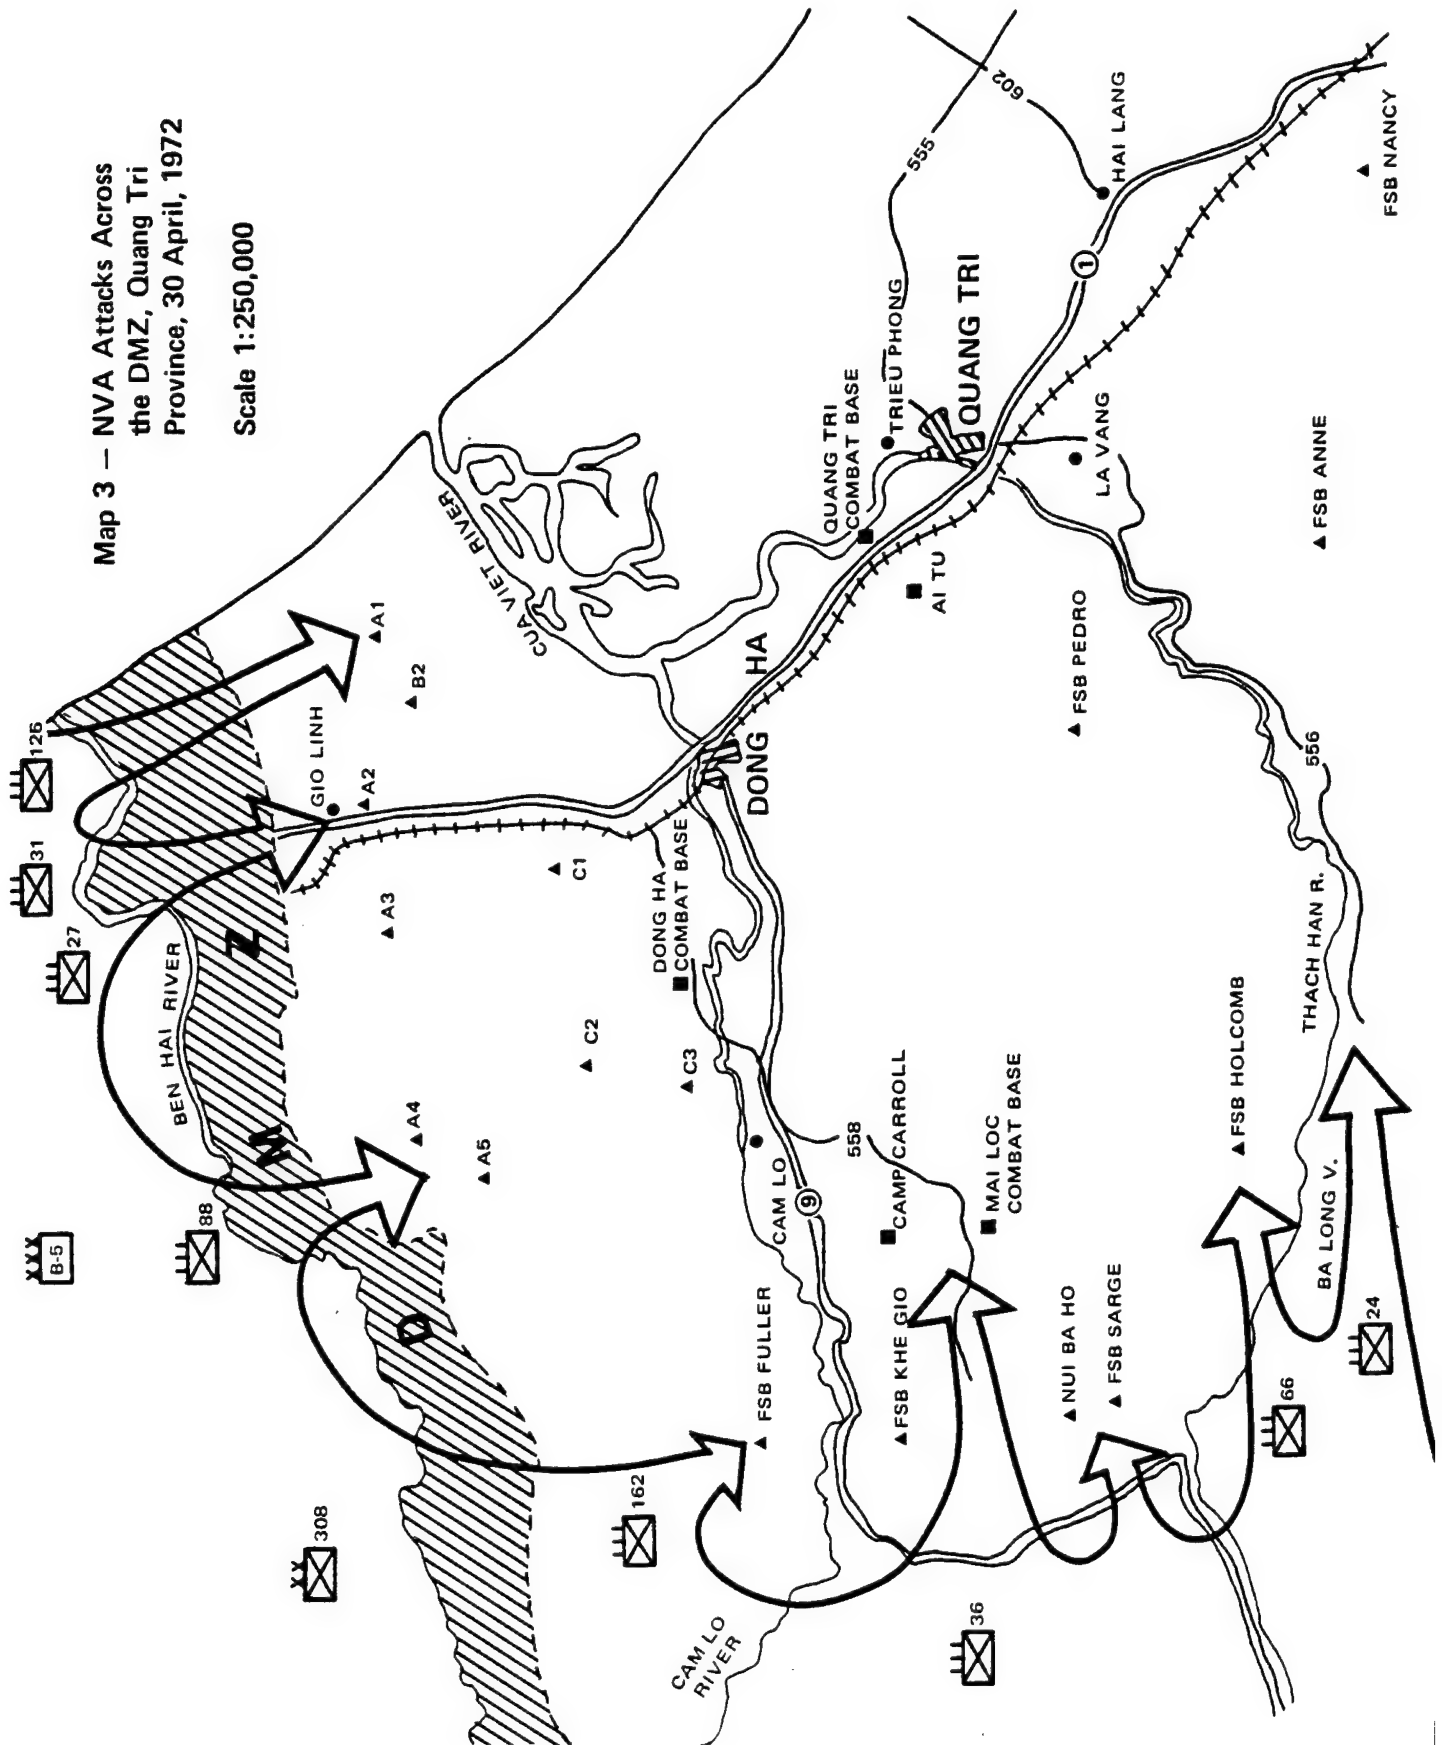 Map 3 — NVA Attacks Across
the DMZ, Quang Tri
Province, 30 April, 1972
Scale 1:250,000
B-5
308
88
27
31
126
162
36
66
24
BEN HAI RIVER
D M Z
GIO LINH
A1
B2
A2
A3
A4
A5
C1
C2
C3
CUA VIET RIVER
DONG HA
COMBAT BASE
DONG HA
QUANG TRI
COMBAT BASE
TRIEU PHONG
QUANG TRI
AI TU
LA VANG
HAI LANG
555
602
1
FSB NANCY
FSB ANNE
FSB PEDRO
556
CAM LO
9
558
CAMP CARROLL
MAI LOC
COMBAT BASE
FSB FULLER
FSB KHE GIO
NUI BA HO
FSB SARGE
FSB HOLCOMB
THACH HAN R.
BA LONG V.
CAM LO
RIVER